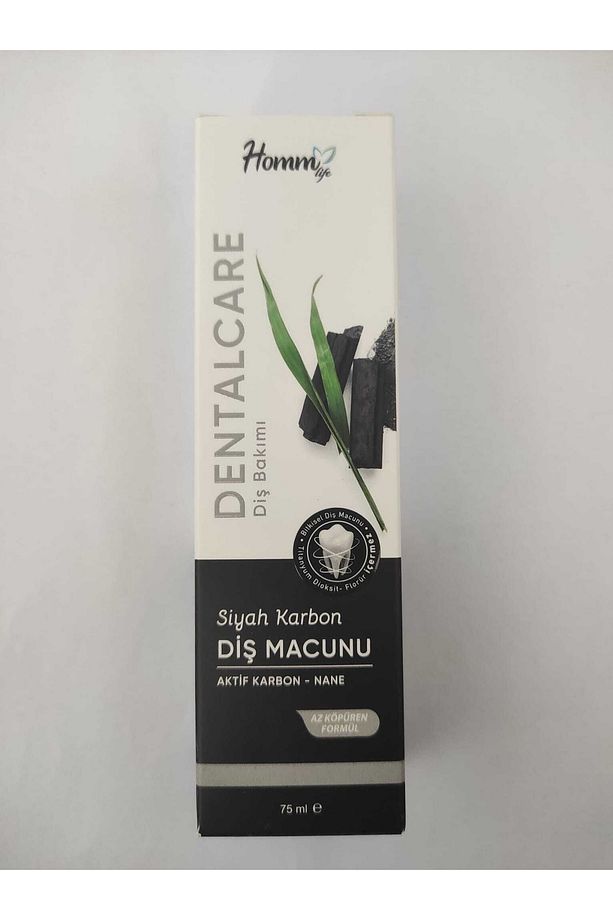 Homm life
DENTALCARE
Diş Bakımı
• Bitkisel Diş Macunu •
Titanyum Dioksit - Florür içermez
Siyah Karbon
DİŞ MACUNU
AKTİF KARBON - NANE
AZ KÖPÜREN
FORMÜL
75 ml ℮